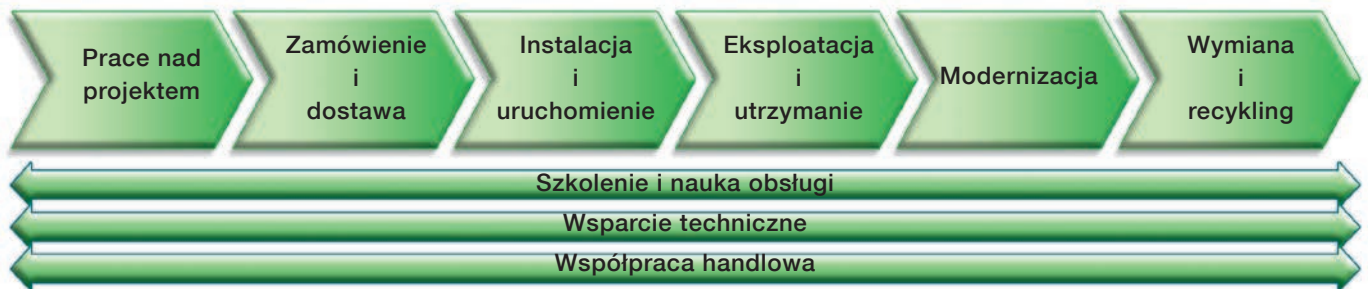 Prace nad
projektem
Zamówienie
i
dostawa
Instalacja
i
uruchomienie
Eksploatacja
i
utrzymanie
Modernizacja
Wymiana
i
recykling
Szkolenie i nauka obsługi
Wsparcie techniczne
Współpraca handlowa